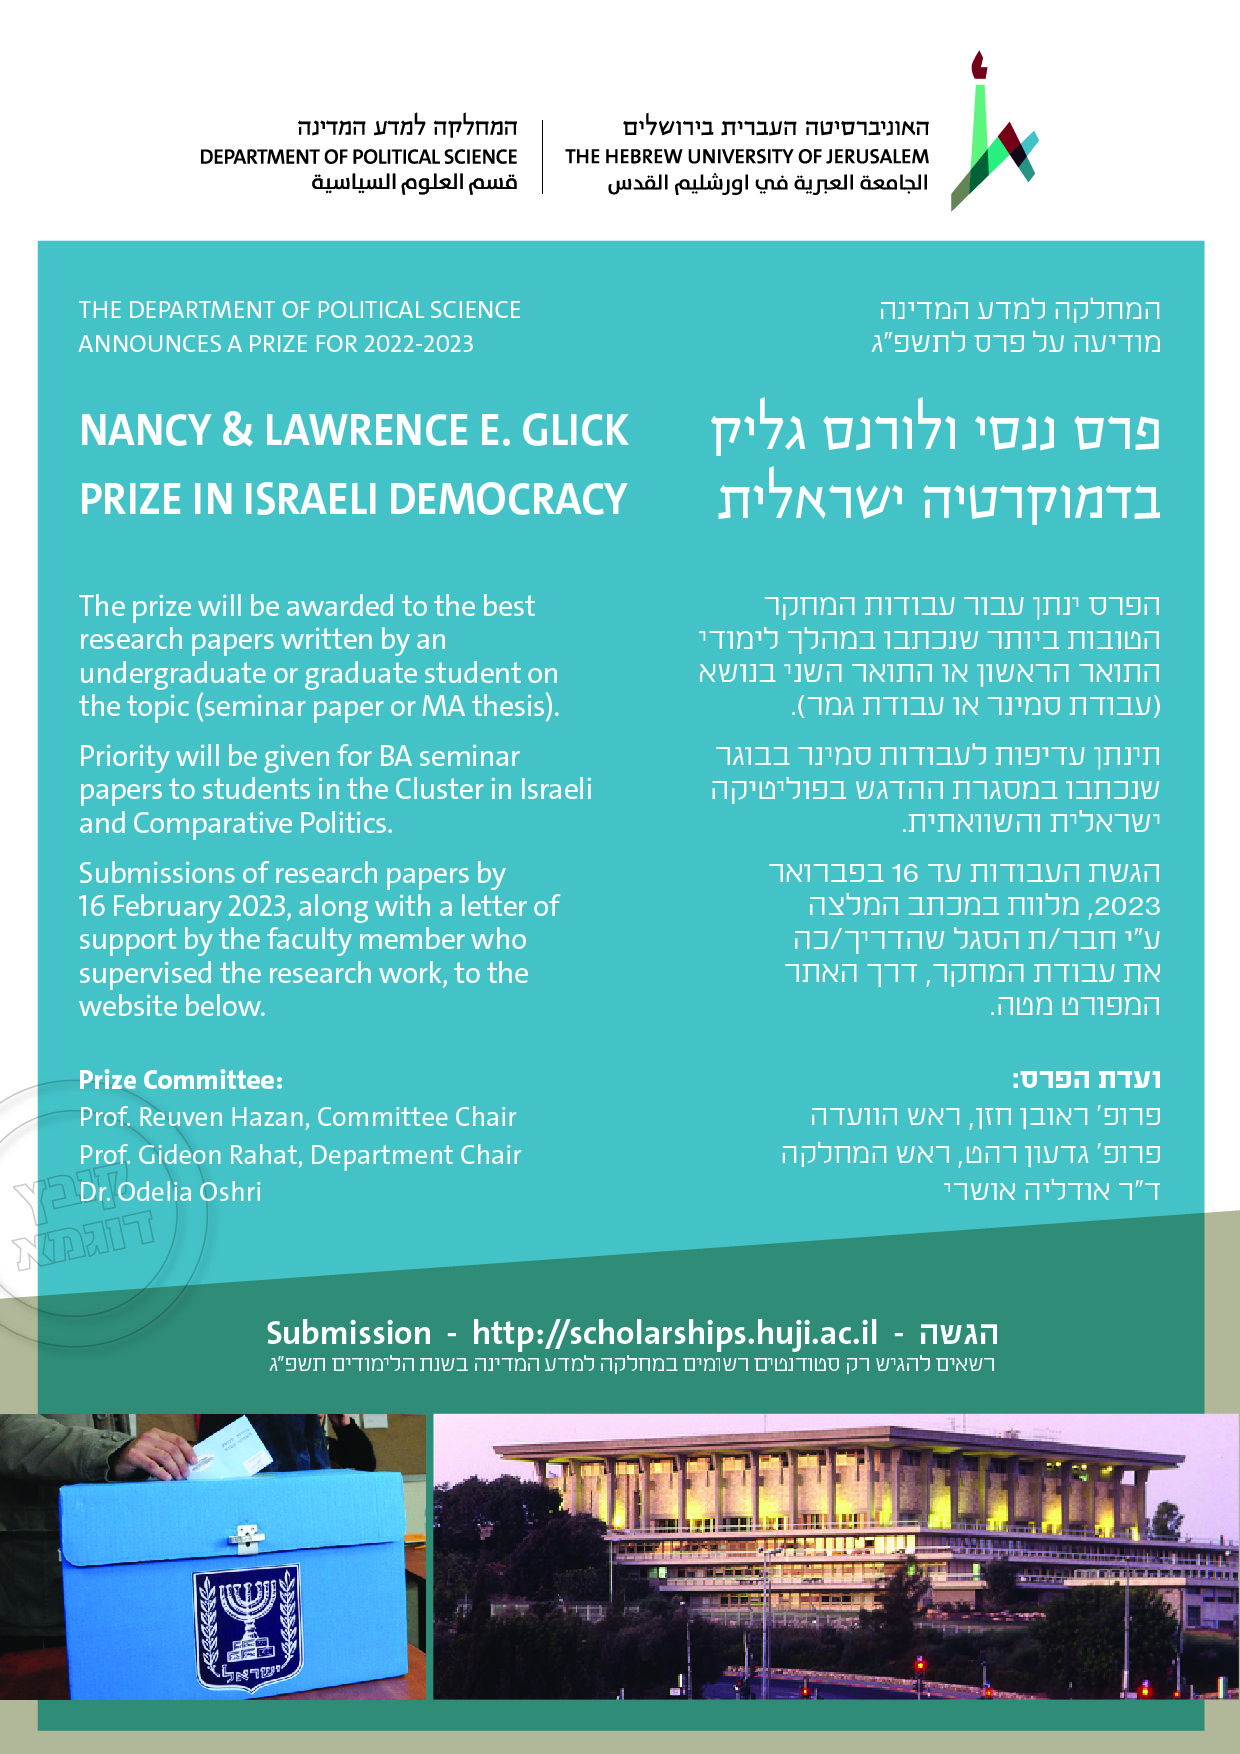 המחלקה למדע המדינה
DEPARTMENT OF POLITICAL SCIENCE
قسم العلوم السياسية
האוניברסיטה העברית בירושלים
THE HEBREW UNIVERSITY OF JERUSALEM
الجامعة العبرية في اورشليم القدس
THE DEPARTMENT OF POLITICAL SCIENCE
ANNOUNCES A PRIZE FOR 2022-2023
NANCY & LAWRENCE E. GLICK
PRIZE IN ISRAELI DEMOCRACY
The prize will be awarded to the best
research papers written by an
undergraduate or graduate student on
the topic (seminar paper or MA thesis).
Priority will be given for BA seminar
papers to students in the Cluster in Israeli
and Comparative Politics.
Submissions of research papers by
16 February 2023, along with a letter of
support by the faculty member who
supervised the research work, to the
website below.
Prize Committee:
Prof. Reuven Hazan, Committee Chair
Prof. Gideon Rahat, Department Chair
Dr. Odelia Oshri
המחלקה למדע המדינה
מודיעה על פרס לתשפ"ג
פרס ננסי ולורנס גליק
בדמוקרטיה ישראלית
הפרס ינתן עבור עבודות המחקר
הטובות ביותר שנכתבו במהלך לימודי
התואר הראשון או התואר השני בנושא
(עבודת סמינר או עבודת גמר).
תינתן עדיפות לעבודות סמינר בבוגר
שנכתבו במסגרת ההדגש בפוליטיקה
ישראלית והשוואתית.
הגשת העבודות עד 16 בפברואר
2023, מלוות במכתב המלצה
ע"י חבר/ת הסגל שהדריך/כה
את עבודת המחקר, דרך האתר
המפורט מטה.
ועדת הפרס:
פרופ' ראובן חזן, ראש הוועדה
פרופ' גדעון רהט, ראש המחלקה
ד"ר אודליה אושרי
קובץ
דוגמא
Submission - http://scholarships.huji.ac.il - הגשה
רשאים להגיש רק סטודנטים רשומים במחלקה למדע המדינה בשנת הלימודים תשפ"ג
ישראל